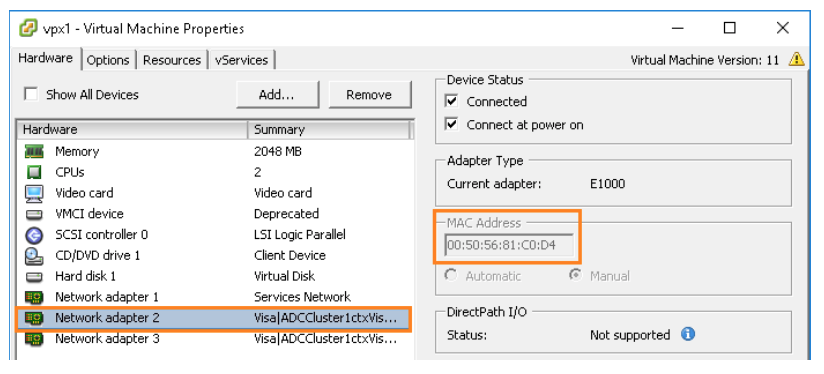 vpx1 - Virtual Machine Properties
Hardware Options Resources vServices Virtual Machine Version: 11
Show All Devices Add... Remove
Hardware Summary
Memory 2048 MB
CPUs 2
Video card Video card
VMCI device Deprecated
SCSI controller 0 LSI Logic Parallel
CD/DVD drive 1 Client Device
Hard disk 1 Virtual Disk
Network adapter 1 Services Network
Network adapter 2 Visa|ADCCluster1ctxVis...
Network adapter 3 Visa|ADCCluster1ctxVis...
Device Status
Connected
Connect at power on
Adapter Type
Current adapter: E1000
MAC Address
00:50:56:81:C0:D4
Automatic Manual
DirectPath I/O
Status: Not supported